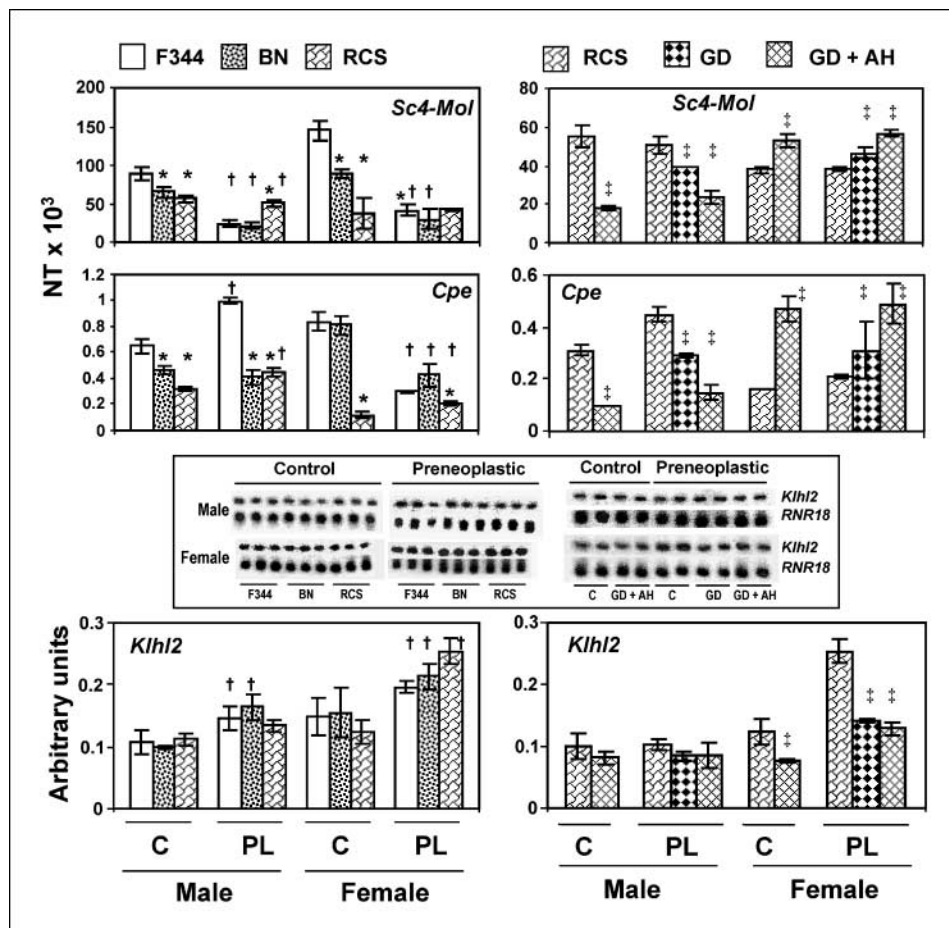 F344 BN RCS
RCS GD GD + AH
NT x 10³
200
150
100
50
0
Sc4-Mol
* * † † * † * * * † †
80
60
40
20
0
Sc4-Mol
‡ ‡ ‡ ‡ ‡ ‡
1.2
1
0.8
0.6
0.4
0.2
0
Cpe
* * † * * † * † † † *
0.6
0.4
0.2
0
Cpe
‡ ‡ ‡ ‡ ‡ ‡
Control Preneoplastic
Male
Female
F344 BN RCS F344 BN RCS
Control Preneoplastic
Klhl2
RNR18
Klhl2
RNR18
C GD + AH C GD GD + AH
Arbitrary units
0.3
0.2
0.1
0
Klhl2
† † † † †
C PL C PL
Male Female
0.3
0.2
0.1
0
Klhl2
‡ ‡ ‡
C PL C PL
Male Female